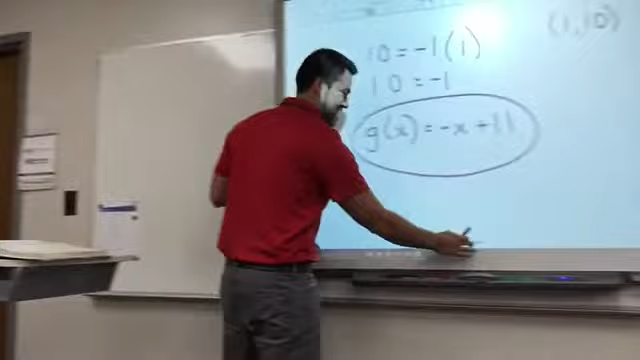 (1,10)
10 = -1(1)
10 = -1
g(x) = -x + 11